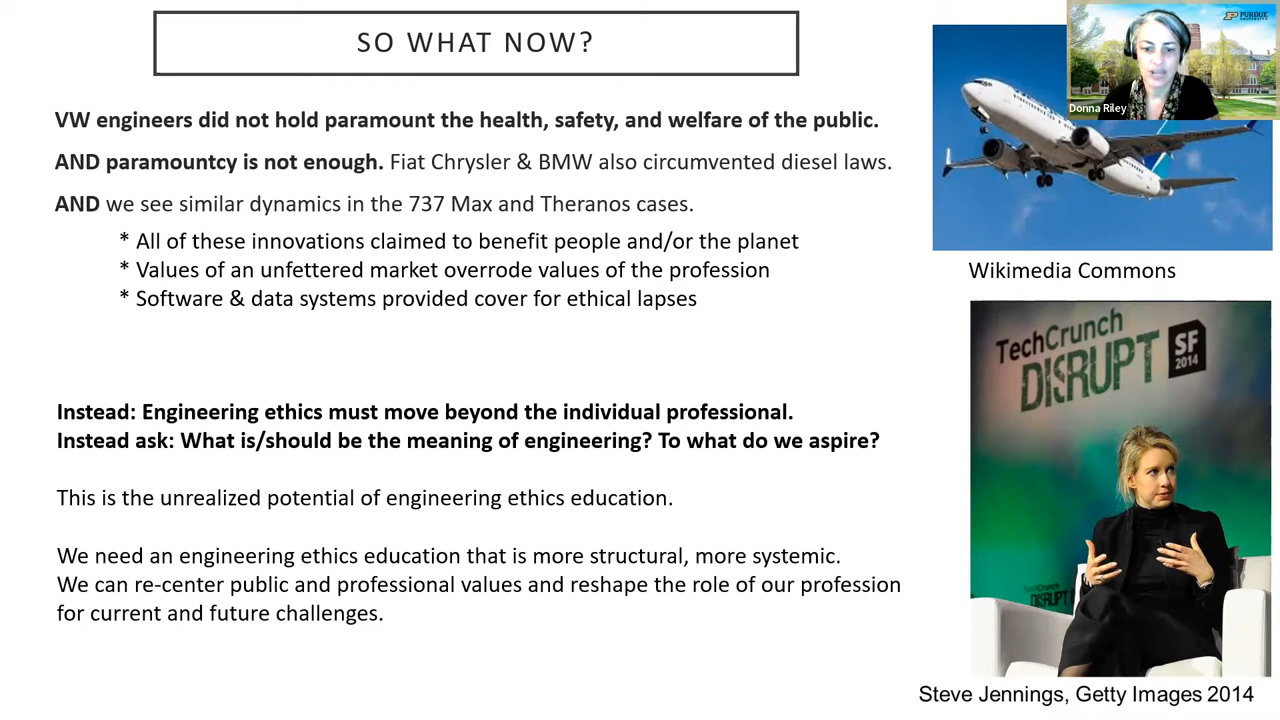 SO WHAT NOW?
VW engineers did not hold paramount the health, safety, and welfare of the public.
AND paramountcy is not enough. Fiat Chrysler & BMW also circumvented diesel laws.
AND we see similar dynamics in the 737 Max and Theranos cases.
* All of these innovations claimed to benefit people and/or the planet
* Values of an unfettered market overrode values of the profession
* Software & data systems provided cover for ethical lapses
Instead: Engineering ethics must move beyond the individual professional.
Instead ask: What is/should be the meaning of engineering? To what do we aspire?
This is the unrealized potential of engineering ethics education.
We need an engineering ethics education that is more structural, more systemic.
We can re-center public and professional values and reshape the role of our profession
for current and future challenges.
PURDUE
UNIVERSITY
Donna Riley
Wikimedia Commons
TechCrunch
DISRUPT
SF
2014
TechCrunch
DISRUPT
Steve Jennings, Getty Images 2014